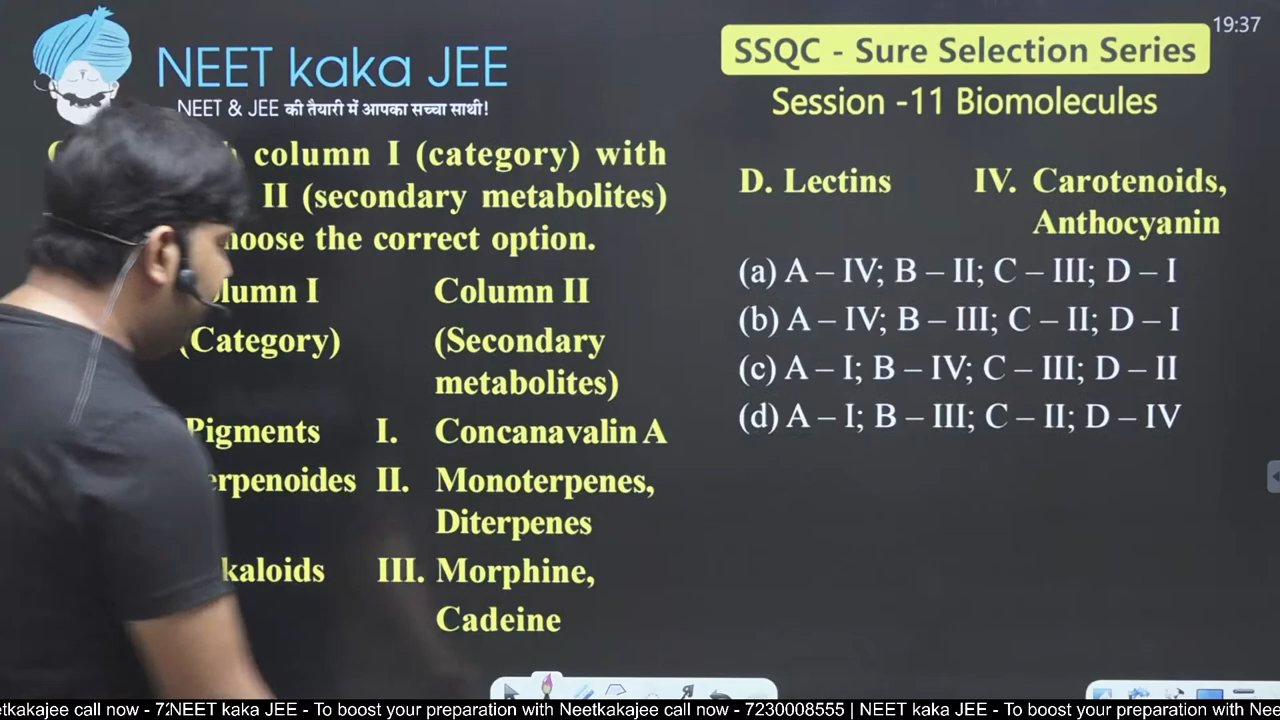 19:37
NEET kaka JEE
NEET & JEE की तैयारी में आपका सच्चा साथी!
SSQC - Sure Selection Series
Session -11 Biomolecules
column I (category) with
II (secondary metabolites)
hoose the correct option.
lumn I Column II
(Category) (Secondary
metabolites)
Pigments I. Concanavalin A
erpenoides II. Monoterpenes,
Diterpenes
kaloids III. Morphine,
Cadeine
D. Lectins IV. Carotenoids,
Anthocyanin
(a) A – IV; B – II; C – III; D – I
(b) A – IV; B – III; C – II; D – I
(c) A – I; B – IV; C – III; D – II
(d) A – I; B – III; C – II; D – IV
etkakajee call now - 72NEET kaka JEE - To boost your preparation with Neetkakajee call now - 7230008555 | NEET kaka JEE - To boost your preparation with Nee